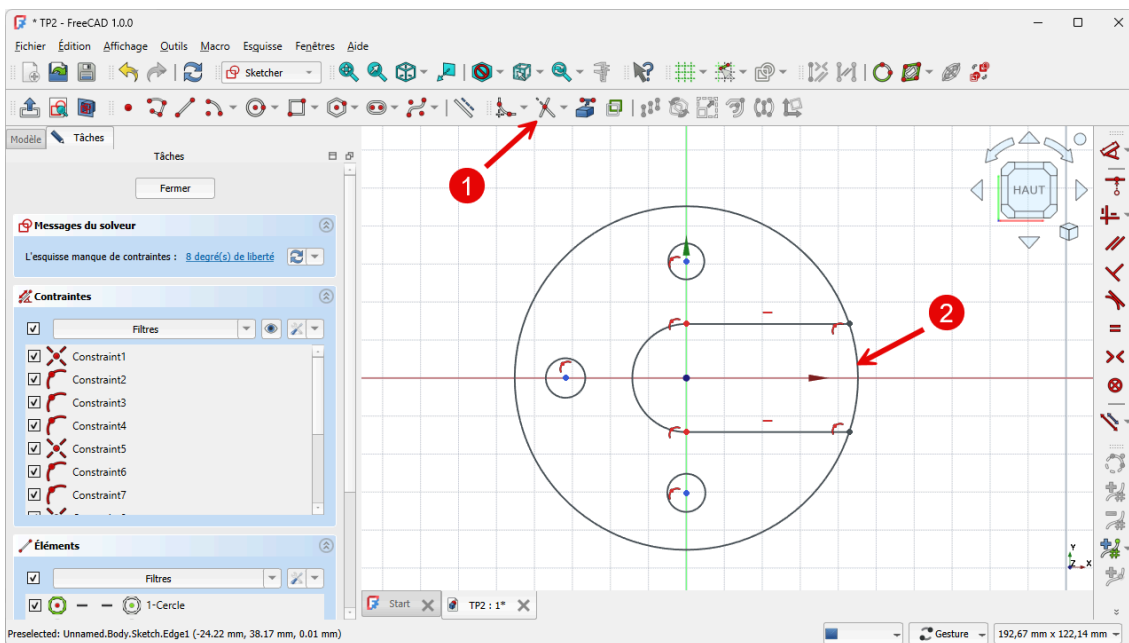 * TP2 - FreeCAD 1.0.0
Fichier Édition Affichage Outils Macro Esquisse Fenêtres Aide
Sketcher
Modèle Tâches
Tâches
Fermer
Messages du solveur
L'esquisse manque de contraintes : 8 degré(s) de liberté
Contraintes
Filtres
Constraint1
Constraint2
Constraint3
Constraint4
Constraint5
Constraint6
Constraint7
Éléments
Filtres
1-Cercle
1
2
HAUT
Y
Z X
Start TP2 : 1*
Preselected: Unnamed.Body.Sketch.Edge1 (-24.22 mm, 38.17 mm, 0.01 mm)
Gesture 192,67 mm x 122,14 mm